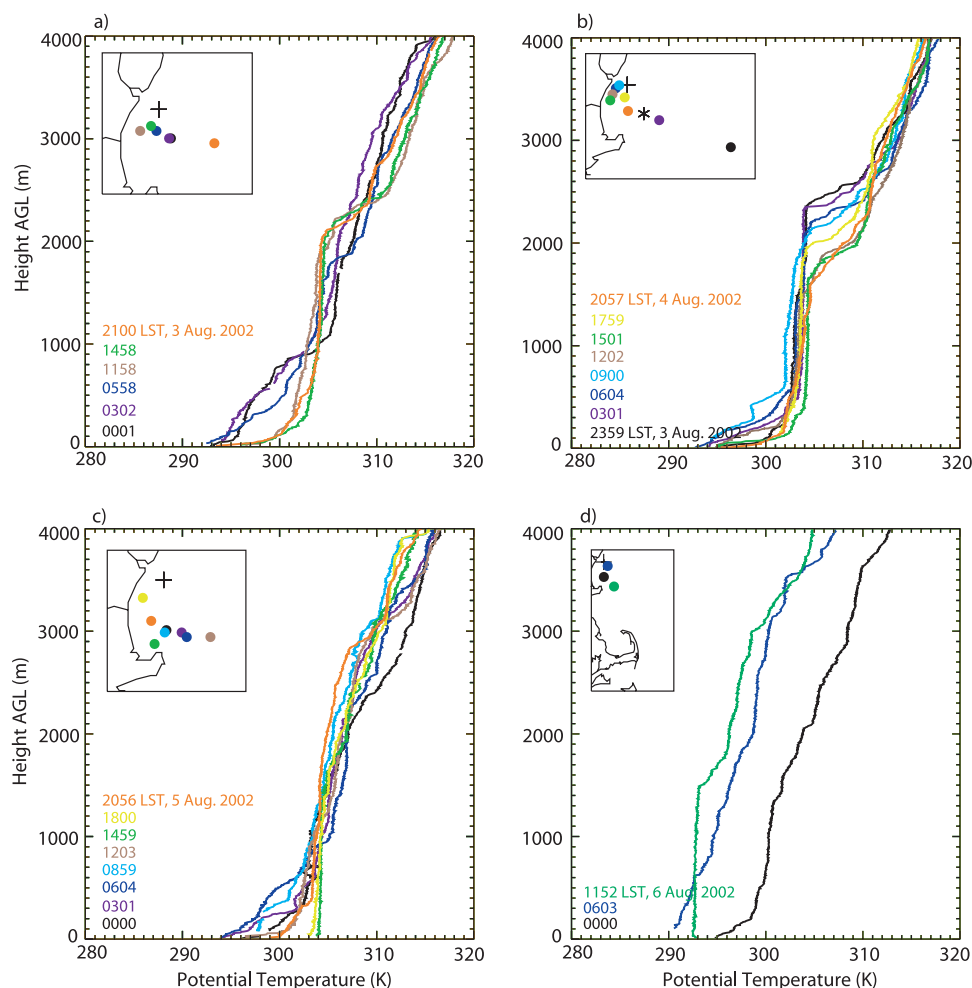 a)
b)
4000
3000
2000
1000
0
Height AGL (m)
2100 LST, 3 Aug. 2002
1458
1158
0558
0302
0001
280 290 300 310 320
4000
3000
2000
1000
0
2057 LST, 4 Aug. 2002
1759
1501
1202
0900
0604
0301
2359 LST, 3 Aug. 2002
280 290 300 310 320
c)
d)
4000
3000
2000
1000
0
Height AGL (m)
2056 LST, 5 Aug. 2002
1800
1459
1203
0859
0604
0301
0000
280 290 300 310 320
Potential Temperature (K)
4000
3000
2000
1000
0
1152 LST, 6 Aug. 2002
0603
0000
280 290 300 310 320
Potential Temperature (K)